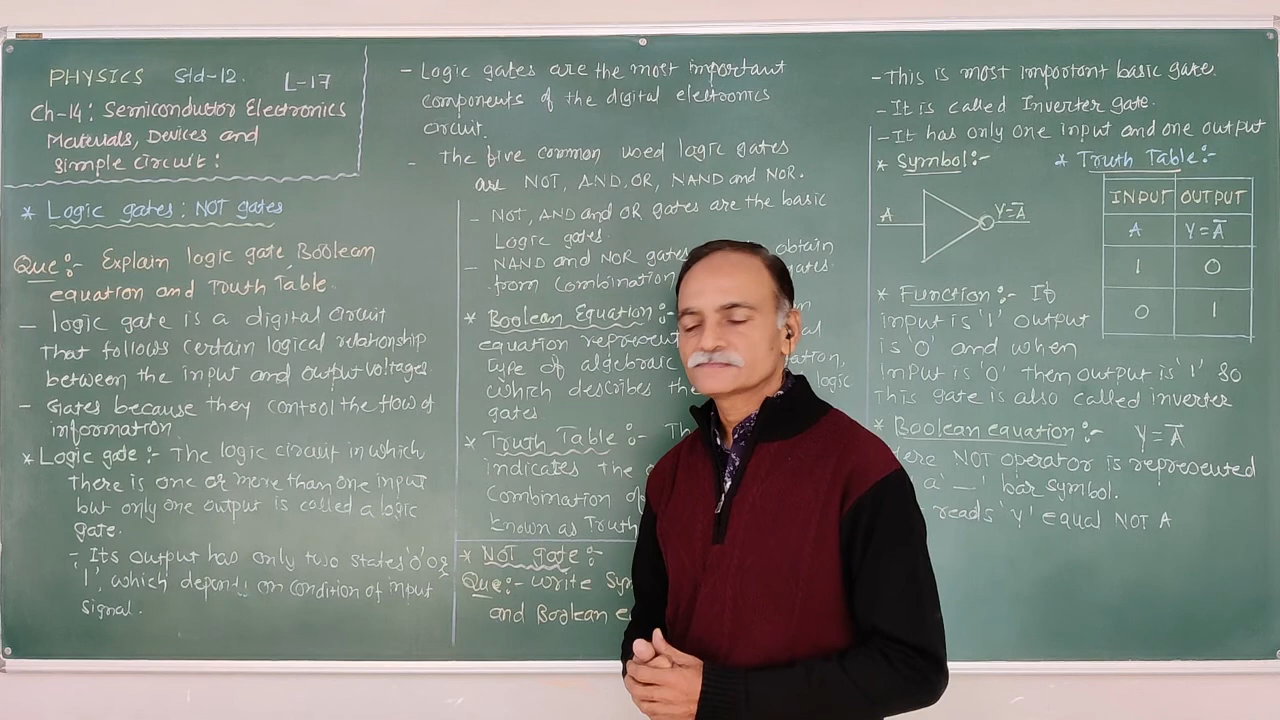 PHYSICS Std-12. L-17
Ch-14: Semiconductor Electronics
Materials, Devices and
Simple Circuit:
* Logic gates: NOT gates
Que:- Explain logic gate, Boolean
equation and Truth Table.
- logic gate is a digital circuit
That follows certain logical relationship
between the input and output voltages
- Gates because they control the flow of
information.
* Logic gate:- The logic circuit in which
there is one or more than one input
but only one output is called a logic
gate.
- Its output has only two states '0' or
'1', which depends on condition of input
signal.
- Logic gates are the most important
components of the digital electronics
circuit.
- The five common used logic gates
are NOT, AND, OR, NAND and NOR.
- NOT, AND and OR gates are the basic
Logic gates.
- NAND and NOR gates obtain
from combination gates.
* Boolean Equation:-
equation
type of algebraic
which describes logic
gates
* Truth Table:-
indicates the
combination
known as Truth
* NOT gate:-
Que:- Write
and Boolean
- This is most important basic gate.
- It is called Inverter gate.
- It has only one input and one output
* Symbol:- * Truth Table:-
INPUT OUTPUT
A Y=A̅
1 0
0 1
A Y=A̅
* Function:- If
input is '1' output
is '0' and when
input is '0' then output is '1' so
This gate is also called inverter
* Boolean equation:- Y=A̅
NOT operator is represented
a '—' bar symbol.
reads 'Y' equal NOT A